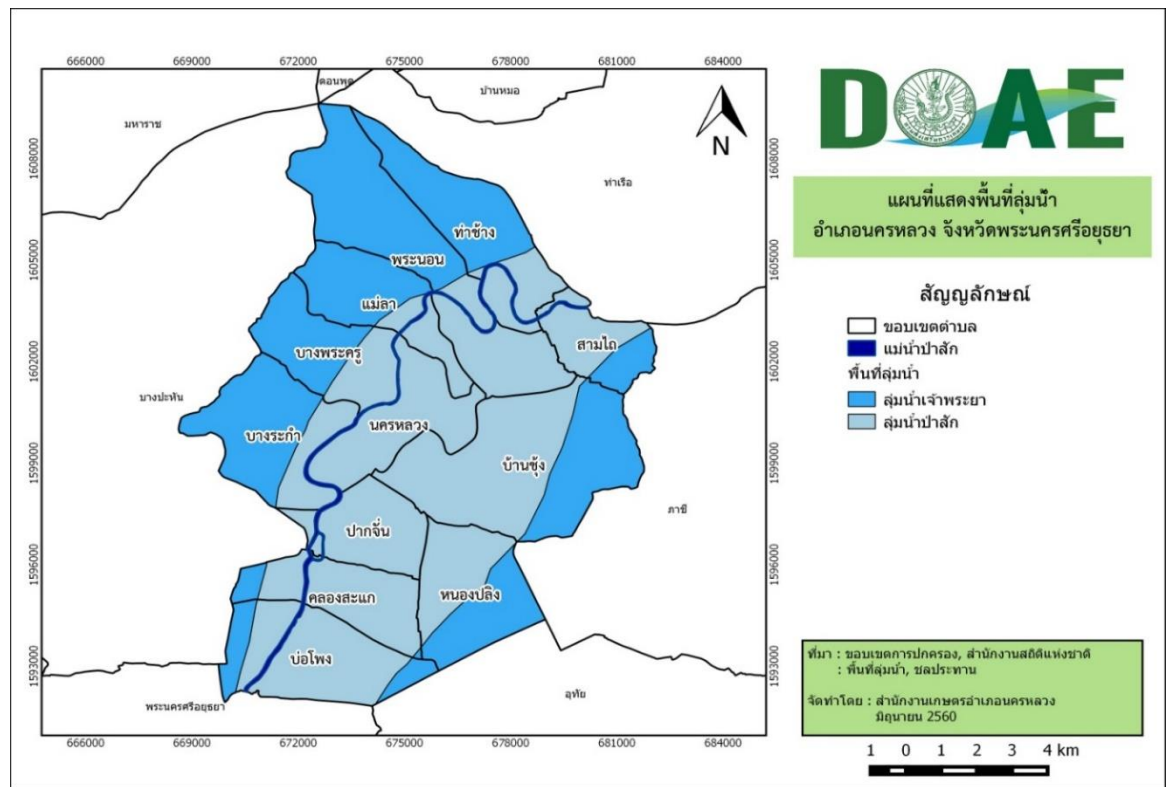 666000 669000 672000 675000 678000 681000 684000
ดอนพุด
บ้านหมอ
มหาราช
N
1608000 1608000
ท่าเรือ
ท่าช้าง
พระนอน
1605000 1605000
แม่ลา
สามไถ
บางพระครู
1602000 1602000
บางปะหัน
นครหลวง
บางระกำ
บ้านชุ้ง
1599000 1599000
ภาชี
ปากจั่น
1596000 1596000
คลองสะแก
หนองปลิง
บ่อโพง
1593000 1593000
อุทัย
พระนครศรีอยุธยา
666000 669000 672000 675000 678000 681000 684000
DOAE
แผนที่แสดงพื้นที่ลุ่มน้ำ
อำเภอนครหลวง จังหวัดพระนครศรีอยุธยา
สัญญลักษณ์
ขอบเขตตำบล
แม่น้ำป่าสัก
พื้นที่ลุ่มน้ำ
ลุ่มน้ำเจ้าพระยา
ลุ่มน้ำป่าสัก
ที่มา : ขอบเขตการปกครอง, สำนักงานสถิติแห่งชาติ
: พื้นที่ลุ่มน้ำ, ชลประทาน
จัดทำโดย : สำนักงานเกษตรอำเภอนครหลวง
มิถุนายน 2560
1 0 1 2 3 4 km